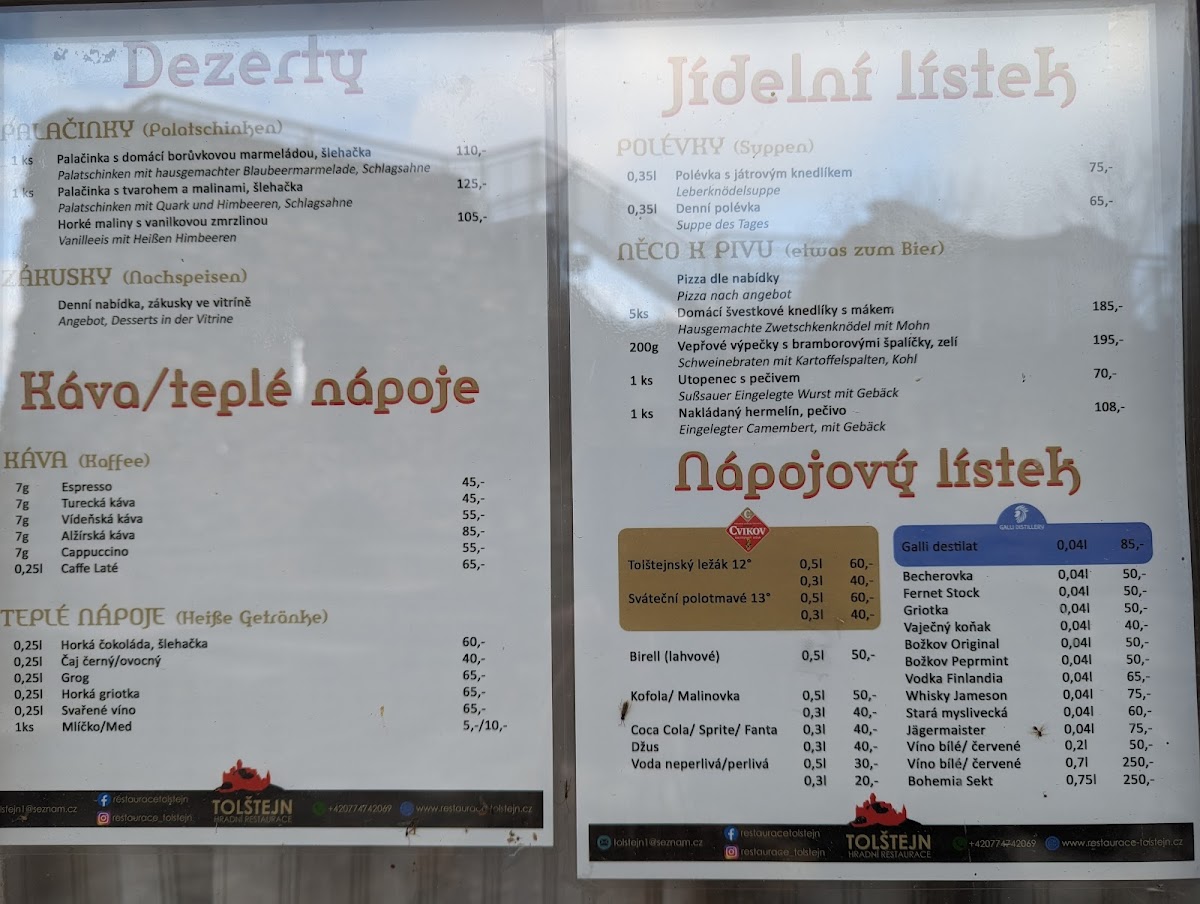 Dezerty
PALAČINKY (Palatschinken)
1 ks Palačinka s domácí borůvkovou marmeládou, šlehačka 110,-
Palatschinken mit hausgemachter Blaubeermarmelade, Schlagsahne
1 ks Palačinka s tvarohem a malinami, šlehačka 125,-
Palatschinken mit Quark und Himbeeren, Schlagsahne
Horké maliny s vanilkovou zmrzlinou 105,-
Vanilleeis mit Heißen Himbeeren
ZÁKUSKY (Nachspeisen)
Denní nabídka, zákusky ve vitríně
Angebot, Desserts in der Vitrine
Káva/teplé nápoje
KÁVA (Koffee)
7g Espresso 45,-
7g Turecká káva 45,-
7g Vídeňská káva 55,-
7g Alžírská káva 85,-
7g Cappuccino 55,-
0,25l Caffe Laté 65,-
TEPLÉ NÁPOJE (Heiße Getränke)
0,25l Horká čokoláda, šlehačka 60,-
0,25l Čaj černý/ovocný 40,-
0,25l Grog 65,-
0,25l Horká griotka 65,-
0,25l Svařené víno 65,-
1ks Mlíčko/Med 5,-/10,-
lstejn1@seznam.cz restauracetolstejn restaurace_tolstejn TOLŠTEJN HRADNÍ RESTAURACE +420774742069 www.restaurace-tolstejn.cz
Jídelní lístek
POLÉVKY (Suppen)
0,35l Polévka s játrovým knedlíkem 75,-
Leberknödelsuppe
0,35l Denní polévka 65,-
Suppe des Tages
NĚCO K PIVU (etwas zum Bier)
Pizza dle nabídky
Pizza nach angebot
5ks Domácí švestkové knedlíky s mákem 185,-
Hausgemachte Zwetschkenknödel mit Mohn
200g Vepřové výpečky s bramborovými špalíčky, zelí 195,-
Schweinebraten mit Kartoffelspalten, Kohl
1 ks Utopenec s pečivem 70,-
Sußsauer Eingelegte Wurst mit Gebäck
1 ks Nakládaný hermelín, pečivo 108,-
Eingelegter Camembert, mit Gebäck
Nápojový lístek
CVIKOV
Tolštejnský ležák 12° 0,5l 60,-
0,3l 40,-
Sváteční polotmavé 13° 0,5l 60,-
0,3l 40,-
Birell (lahvové) 0,5l 50,-
Kofola/ Malinovka 0,5l 50,-
0,3l 40,-
Coca Cola/ Sprite/ Fanta 0,3l 40,-
Džus 0,3l 40,-
Voda neperlivá/perlivá 0,5l 30,-
0,3l 20,-
GALLI DISTILLERY
Galli destilat 0,04l 85,-
Becherovka 0,04l 50,-
Fernet Stock 0,04l 50,-
Griotka 0,04l 50,-
Vaječný koňak 0,04l 40,-
Božkov Original 0,04l 50,-
Božkov Peprmint 0,04l 50,-
Vodka Finlandia 0,04l 65,-
Whisky Jameson 0,04l 75,-
Stará myslivecká 0,04l 60,-
Jägermaister 0,04l 75,-
Víno bílé/ červené 0,2l 50,-
Víno bílé/ červené 0,7l 250,-
Bohemia Sekt 0,75l 250,-
tolstejn1@seznam.cz restauracetolstejn restaurace_tolstejn TOLŠTEJN HRADNÍ RESTAURACE +420774742069 www.restaurace-tolstejn.cz